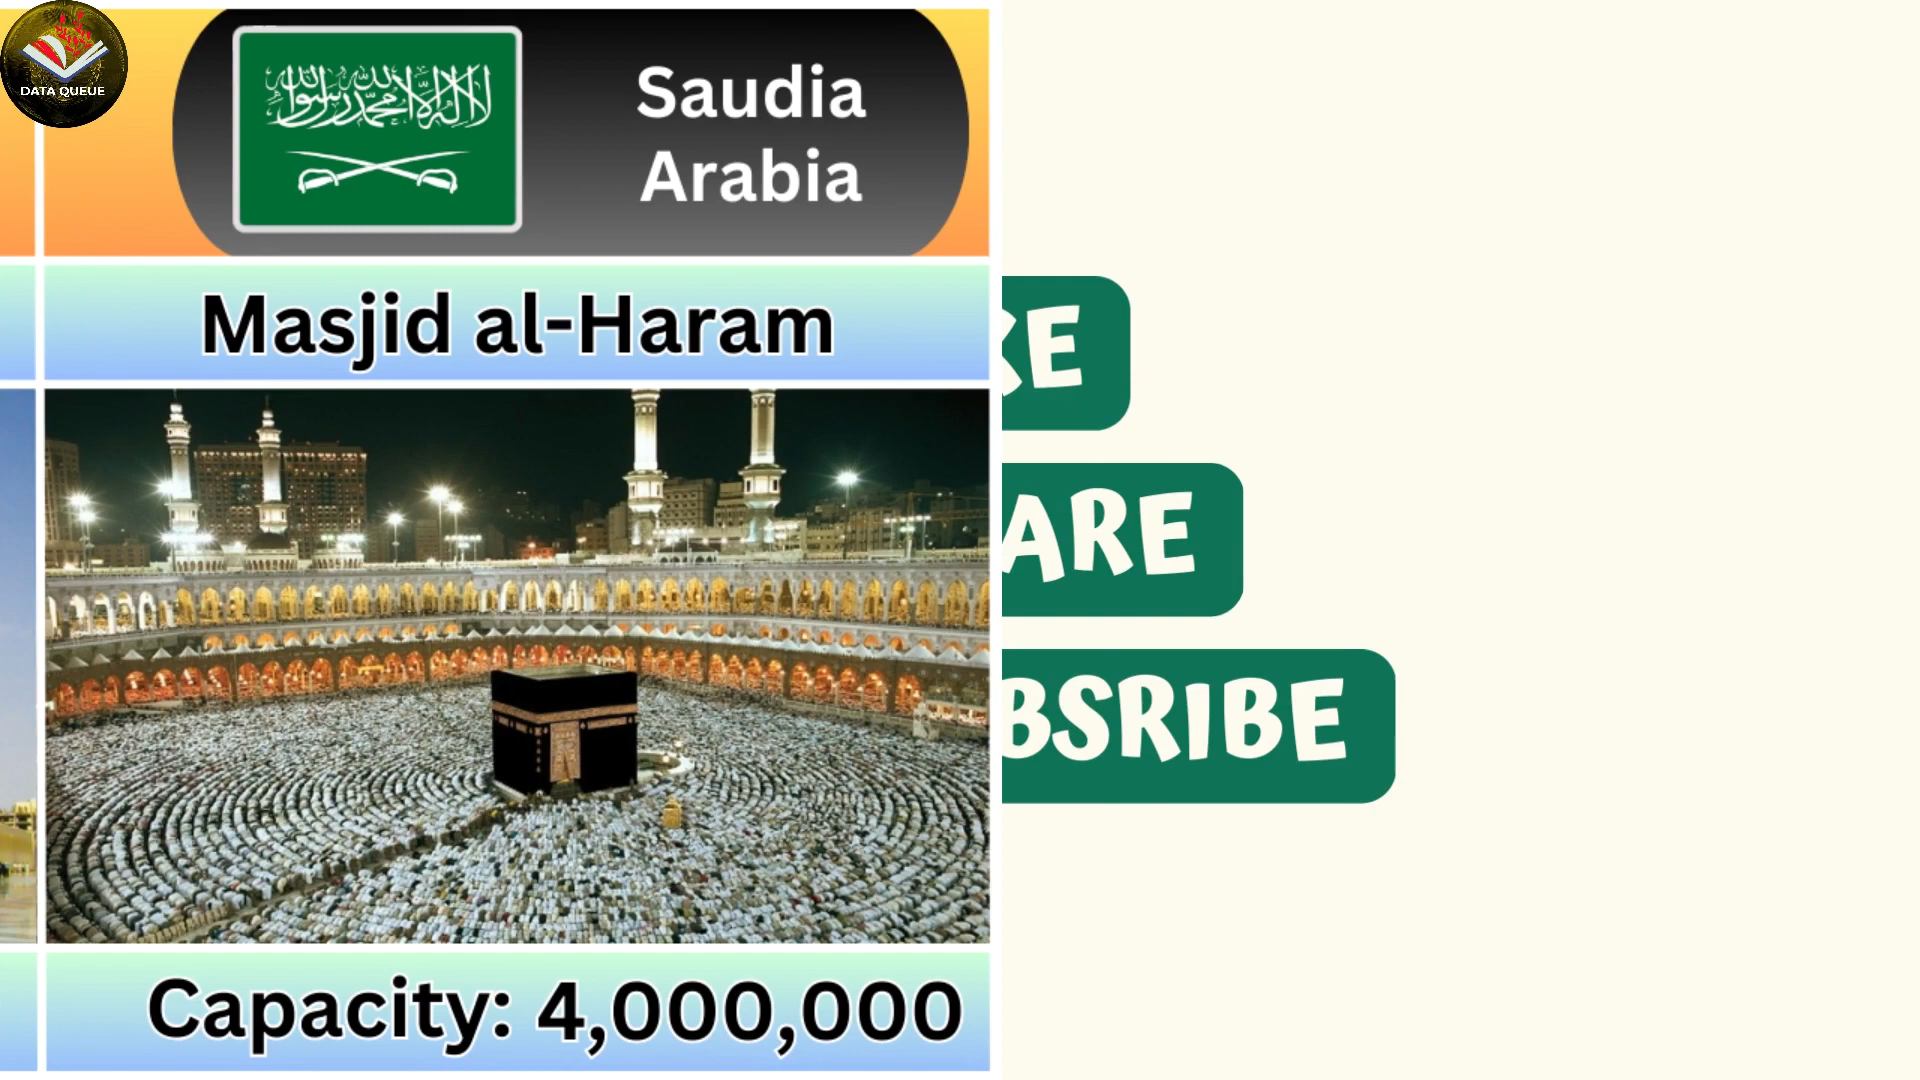 DATA QUEUE
لا إله إلا الله محمد رسول الله
Saudia
Arabia
Masjid al-Haram
Capacity: 4,000,000
KE
ARE
BSRIBE